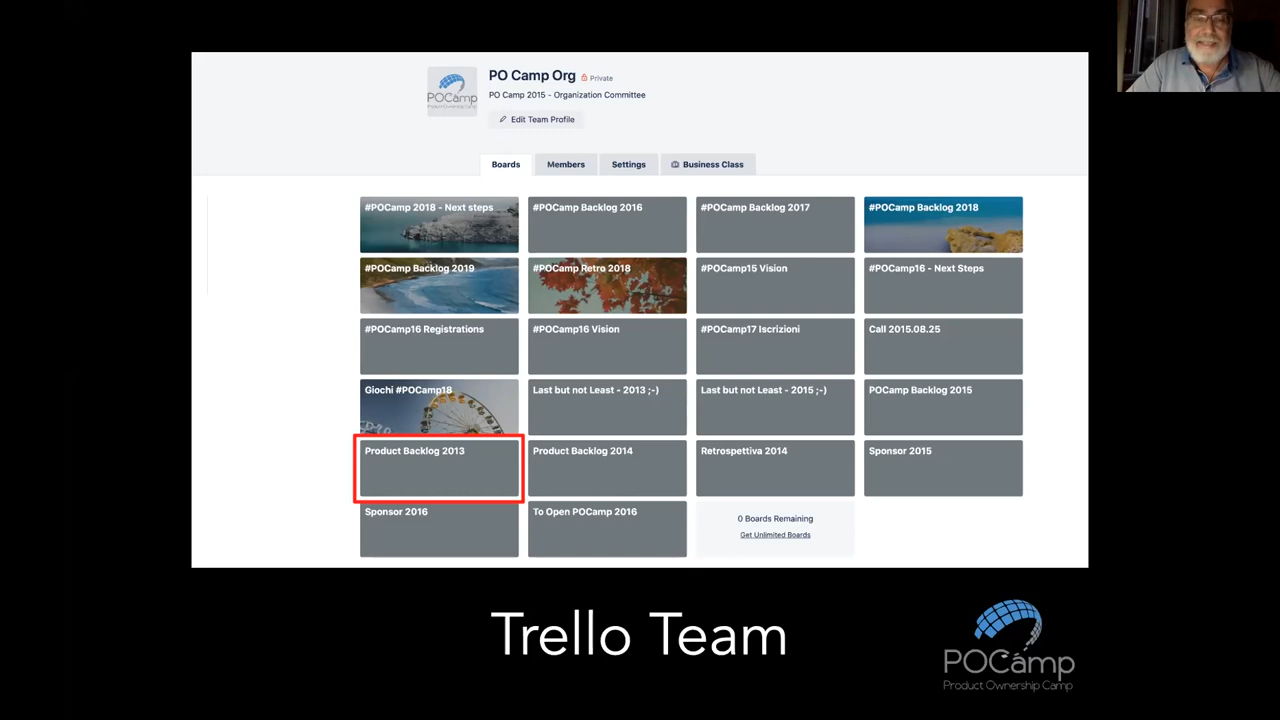 PO Camp Org Private
PO Camp 2015 - Organization Committee
Edit Team Profile
POCamp
Boards Members Settings Business Class
#POCamp 2018 - Next steps
#POCamp Backlog 2016
#POCamp Backlog 2017
#POCamp Backlog 2018
#POCamp Backlog 2019
#POCamp Retro 2018
#POCamp15 Vision
#POCamp16 - Next Steps
#POCamp16 Registrations
#POCamp16 Vision
#POCamp17 Iscrizioni
Call 2015.08.25
Giochi #POCamp18
Last but not Least - 2013 ;-)
Last but not Least - 2015 ;-)
POCamp Backlog 2015
Product Backlog 2013
Product Backlog 2014
Retrospettiva 2014
Sponsor 2015
Sponsor 2016
To Open POCamp 2016
0 Boards Remaining
Get Unlimited Boards
Trello Team
POCamp
Product Ownership Camp